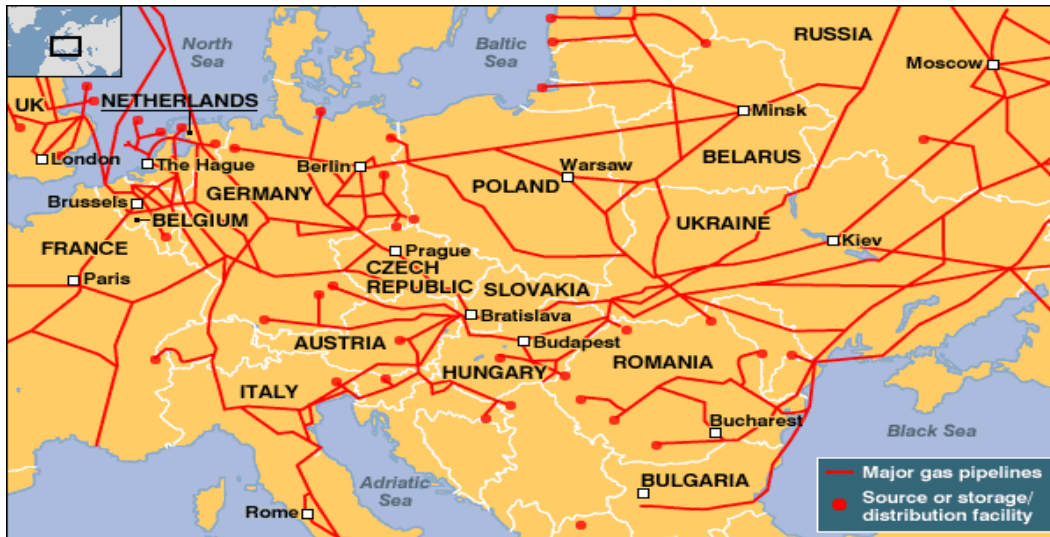 North
Sea
Baltic
Sea
RUSSIA
Moscow
UK
NETHERLANDS
Minsk
London
The Hague
Berlin
Warsaw
BELARUS
GERMANY
POLAND
Brussels
BELGIUM
UKRAINE
Kiev
FRANCE
Prague
Paris
CZECH
REPUBLIC
SLOVAKIA
Bratislava
AUSTRIA
Budapest
HUNGARY
ROMANIA
ITALY
Bucharest
Black Sea
BULGARIA
Adriatic
Sea
Rome
Major gas pipelines
Source or storage/
distribution facility